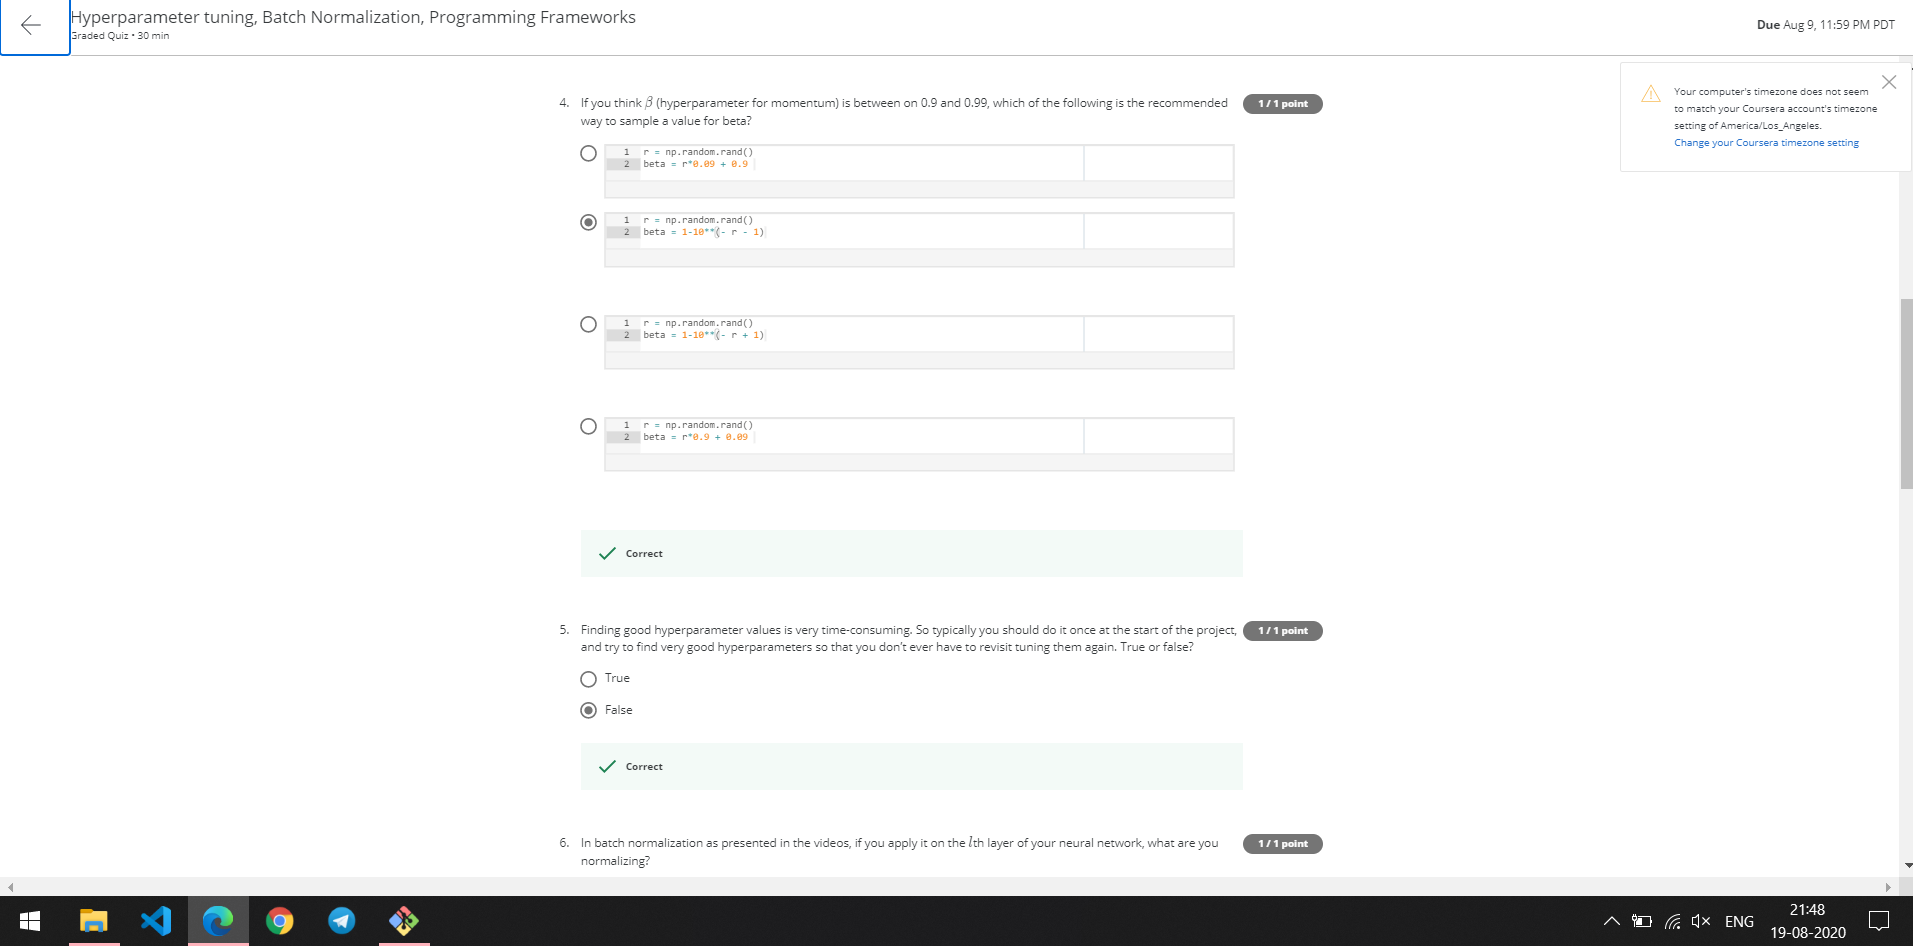 Hyperparameter tuning, Batch Normalization, Programming Frameworks
Graded Quiz • 30 min
Due Aug 9, 11:59 PM PDT
Your computer's timezone does not seem
to match your Coursera account's timezone
setting of America/Los_Angeles.
Change your Coursera timezone setting
4. If you think β (hyperparameter for momentum) is between on 0.9 and 0.99, which of the following is the recommended
way to sample a value for beta?
1 / 1 point
1 r = np.random.rand()
2 beta = r*0.09 + 0.9
1 r = np.random.rand()
2 beta = 1-10**(- r - 1)
1 r = np.random.rand()
2 beta = 1-10**(- r + 1)
1 r = np.random.rand()
2 beta = r*0.9 + 0.09
Correct
5. Finding good hyperparameter values is very time-consuming. So typically you should do it once at the start of the project,
and try to find very good hyperparameters so that you don't ever have to revisit tuning them again. True or false?
1 / 1 point
True
False
Correct
6. In batch normalization as presented in the videos, if you apply it on the lth layer of your neural network, what are you
normalizing?
1 / 1 point
ENG
21:48
19-08-2020